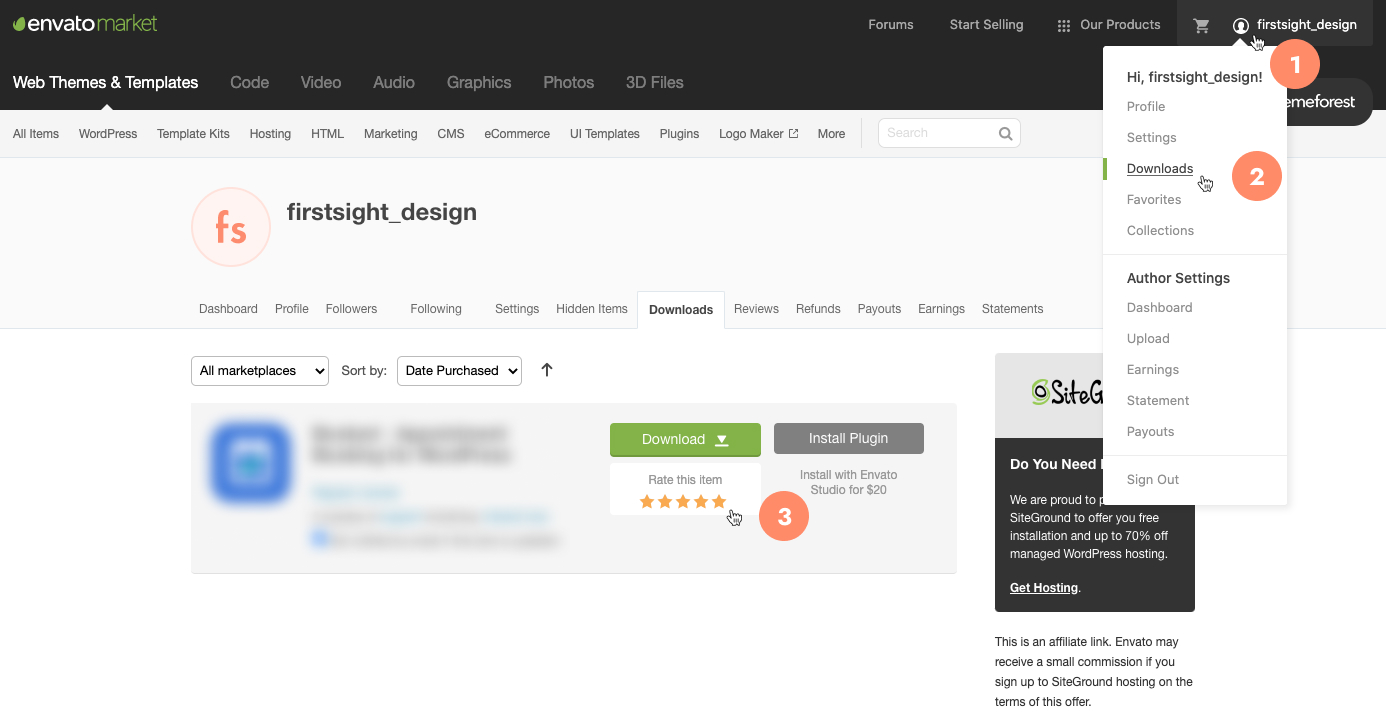 envatomarket
Forums
Start Selling
Our Products
firstsight_design
1
Web Themes & Templates
Code
Video
Audio
Graphics
Photos
3D Files
Hi, firstsight_design!
Profile
Settings
Downloads
2
Favorites
Collections
Author Settings
Dashboard
Upload
Earnings
Statement
Payouts
Sign Out
emeforest
All Items
WordPress
Template Kits
Hosting
HTML
Marketing
CMS
eCommerce
UI Templates
Plugins
Logo Maker
More
Search
fs
firstsight_design
Dashboard
Profile
Followers
Following
Settings
Hidden Items
Downloads
Reviews
Refunds
Payouts
Earnings
Statements
All marketplaces
Sort by:
Date Purchased
Download
Install Plugin
Rate this item
Install with Envato
Studio for $20
3
SiteG
Do You Need
We are proud to p
SiteGround to offer you free
installation and up to 70% off
managed WordPress hosting.
Get Hosting.
This is an affiliate link. Envato may
receive a small commission if you
sign up to SiteGround hosting on the
terms of this offer.